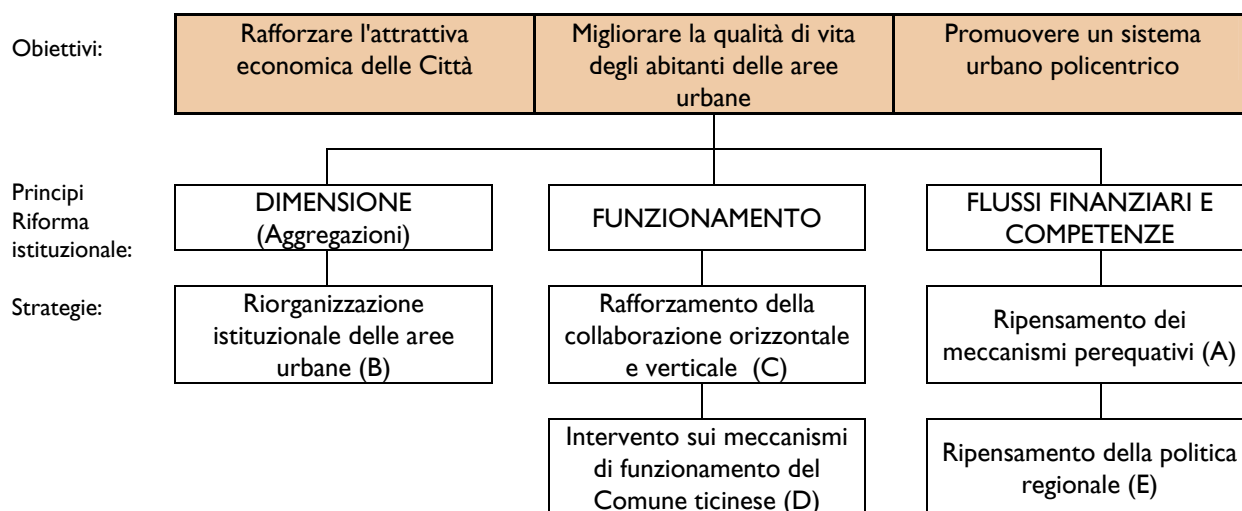 Obiettivi:
Rafforzare l'attrattiva
economica delle Città
Migliorare la qualità di vita
degli abitanti delle aree
urbane
Promuovere un sistema
urbano policentrico
Principi
Riforma
istituzionale:
DIMENSIONE
(Aggregazioni)
FUNZIONAMENTO
FLUSSI FINANZIARI E
COMPETENZE
Strategie:
Riorganizzazione
istituzionale delle aree
urbane (B)
Rafforzamento della
collaborazione orizzontale
e verticale (C)
Ripensamento dei
meccanismi perequativi (A)
Intervento sui meccanismi
di funzionamento del
Comune ticinese (D)
Ripensamento della politica
regionale (E)